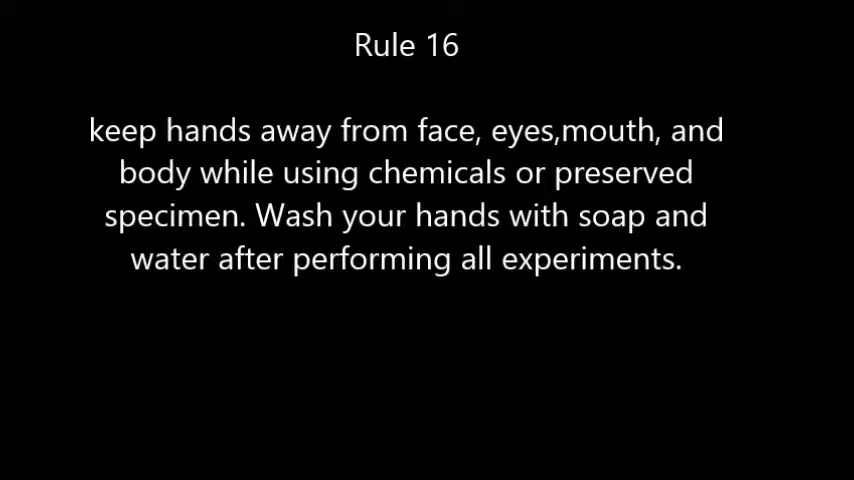 Rule 16
keep hands away from face, eyes,mouth, and
body while using chemicals or preserved
specimen. Wash your hands with soap and
water after performing all experiments.